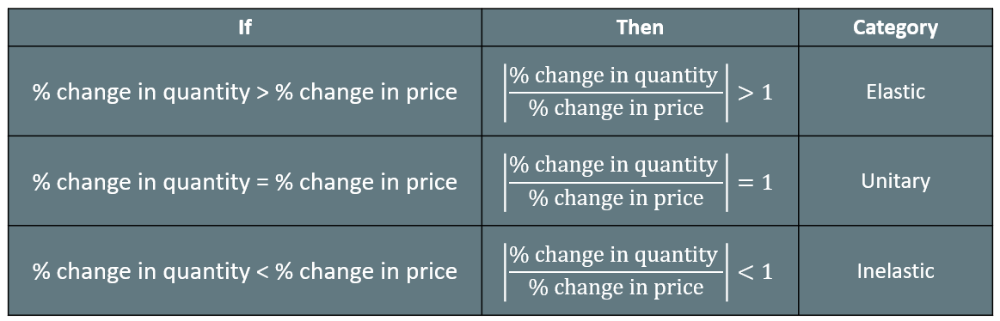 If Then Category
% change in quantity > % change in price |% change in quantity / % change in price| > 1 Elastic
% change in quantity = % change in price |% change in quantity / % change in price| = 1 Unitary
% change in quantity < % change in price |% change in quantity / % change in price| < 1 Inelastic